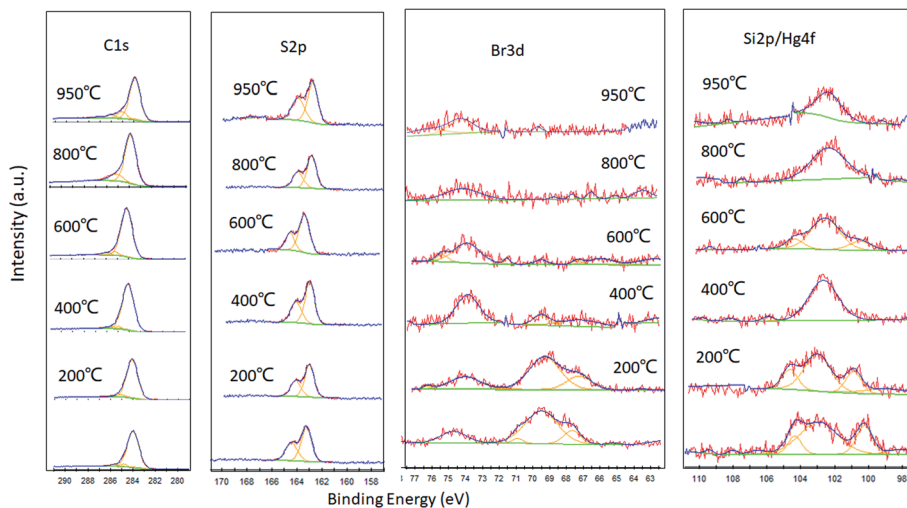 C1s
S2p
Br3d
Si2p/Hg4f
950℃
950℃
950℃
950℃
800℃
800℃
800℃
800℃
600℃
600℃
600℃
600℃
400℃
400℃
400℃
400℃
200℃
200℃
200℃
200℃
Intensity (a.u.)
290 288 286 284 282 280
170 168 166 164 162 160 158
77 76 75 74 73 72 71 70 69 68 67 66 65 64 63
110 108 106 104 102 100 98
Binding Energy (eV)